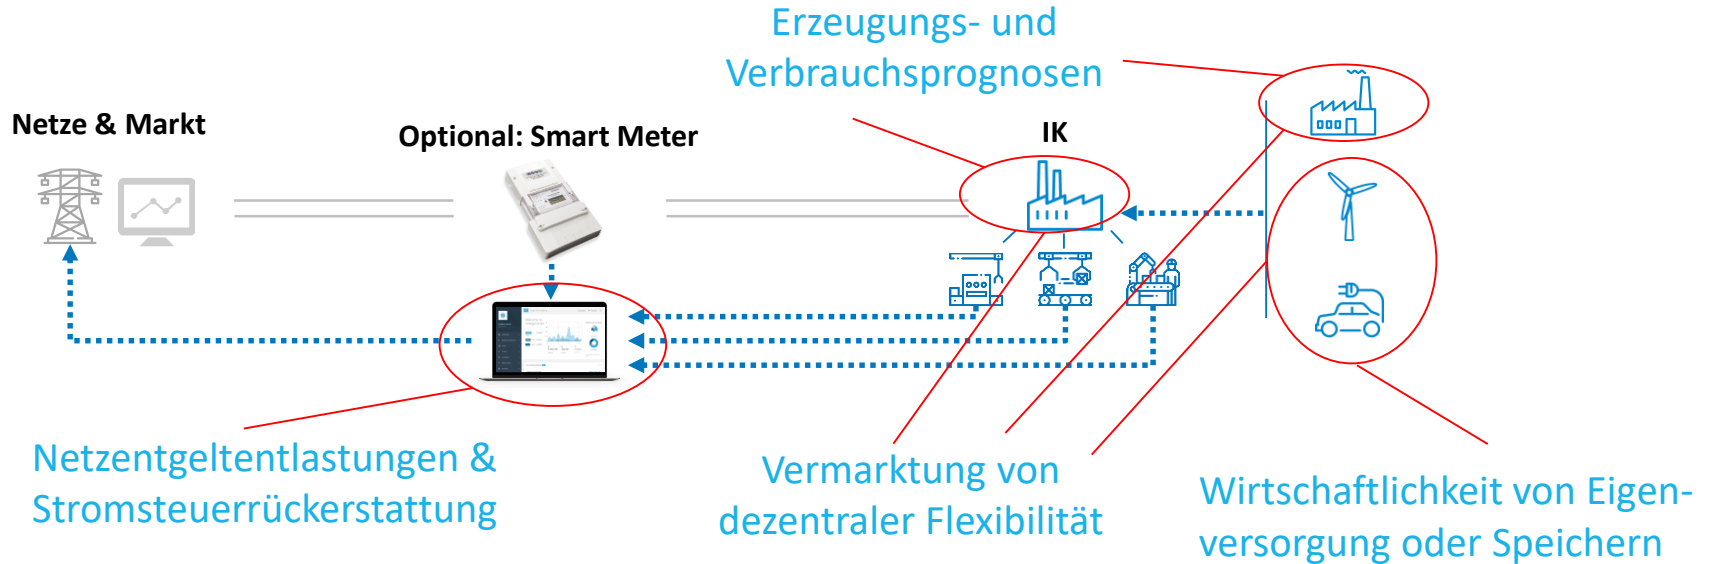 Erzeugungs- und
Verbrauchsprognosen
Netze & Markt
Optional: Smart Meter
IK
Netzentgeltentlastungen &
Stromsteuerrückerstattung
Vermarktung von
dezentraler Flexibilität
Wirtschaftlichkeit von Eigen-
versorgung oder Speichern